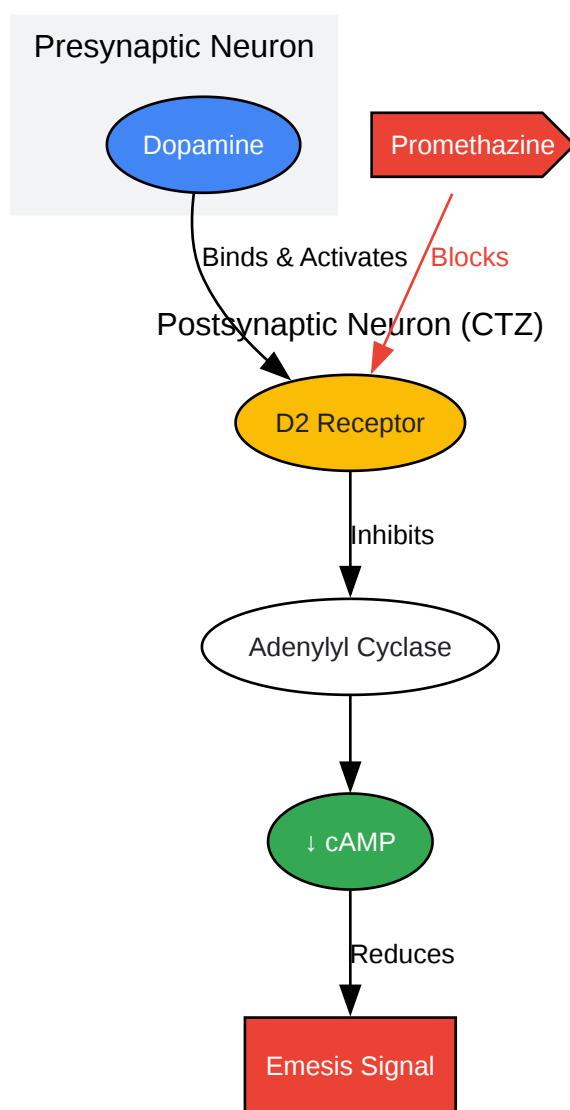 Presynaptic Neuron
Dopamine
Promethazine
Binds & Activates
Blocks
Postsynaptic Neuron (CTZ)
D2 Receptor
Inhibits
Adenylyl Cyclase
↓ cAMP
Reduces
Emesis Signal